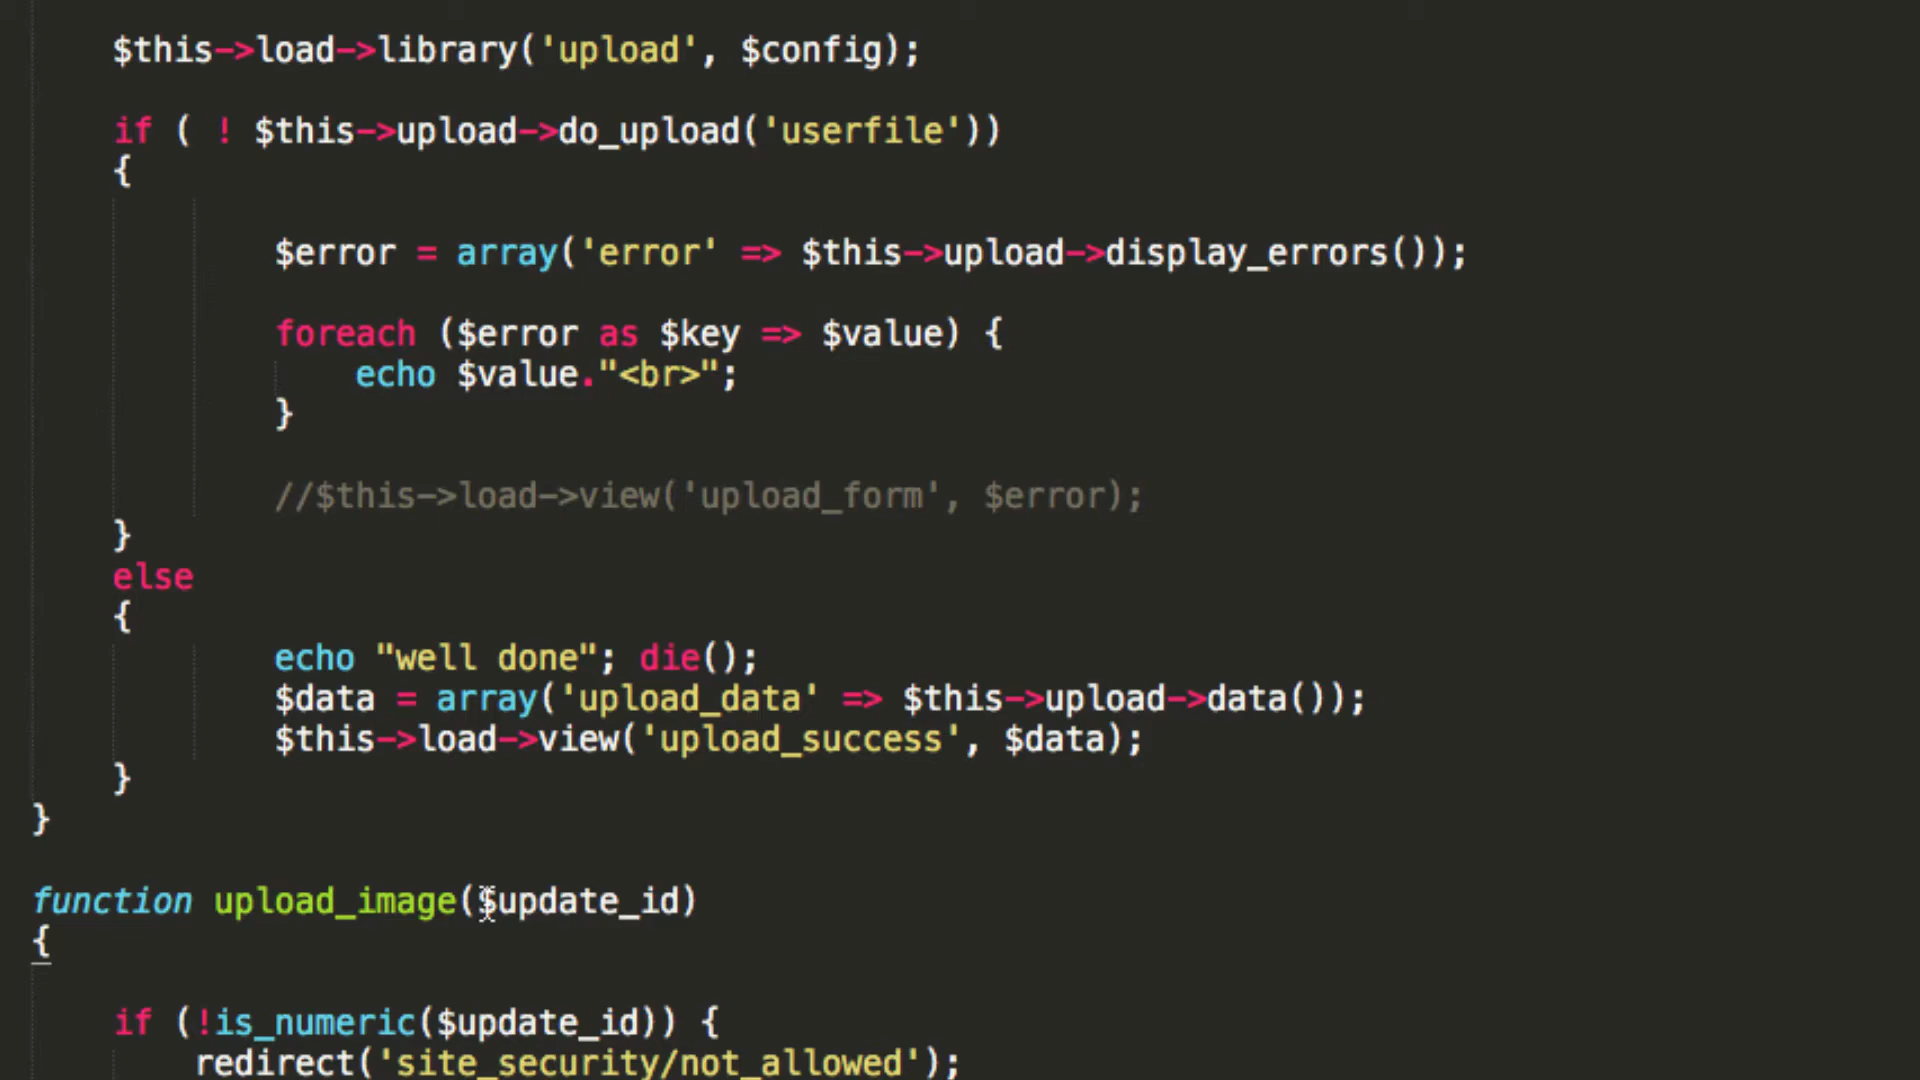 $this->load->library('upload', $config);
if ( ! $this->upload->do_upload('userfile'))
{
$error = array('error' => $this->upload->display_errors());
foreach ($error as $key => $value) {
echo $value."<br>";
}
//$this->load->view('upload_form', $error);
}
else
{
echo "well done"; die();
$data = array('upload_data' => $this->upload->data());
$this->load->view('upload_success', $data);
}
}
function upload_image($update_id)
{
if (!is_numeric($update_id)) {
redirect('site_security/not_allowed');